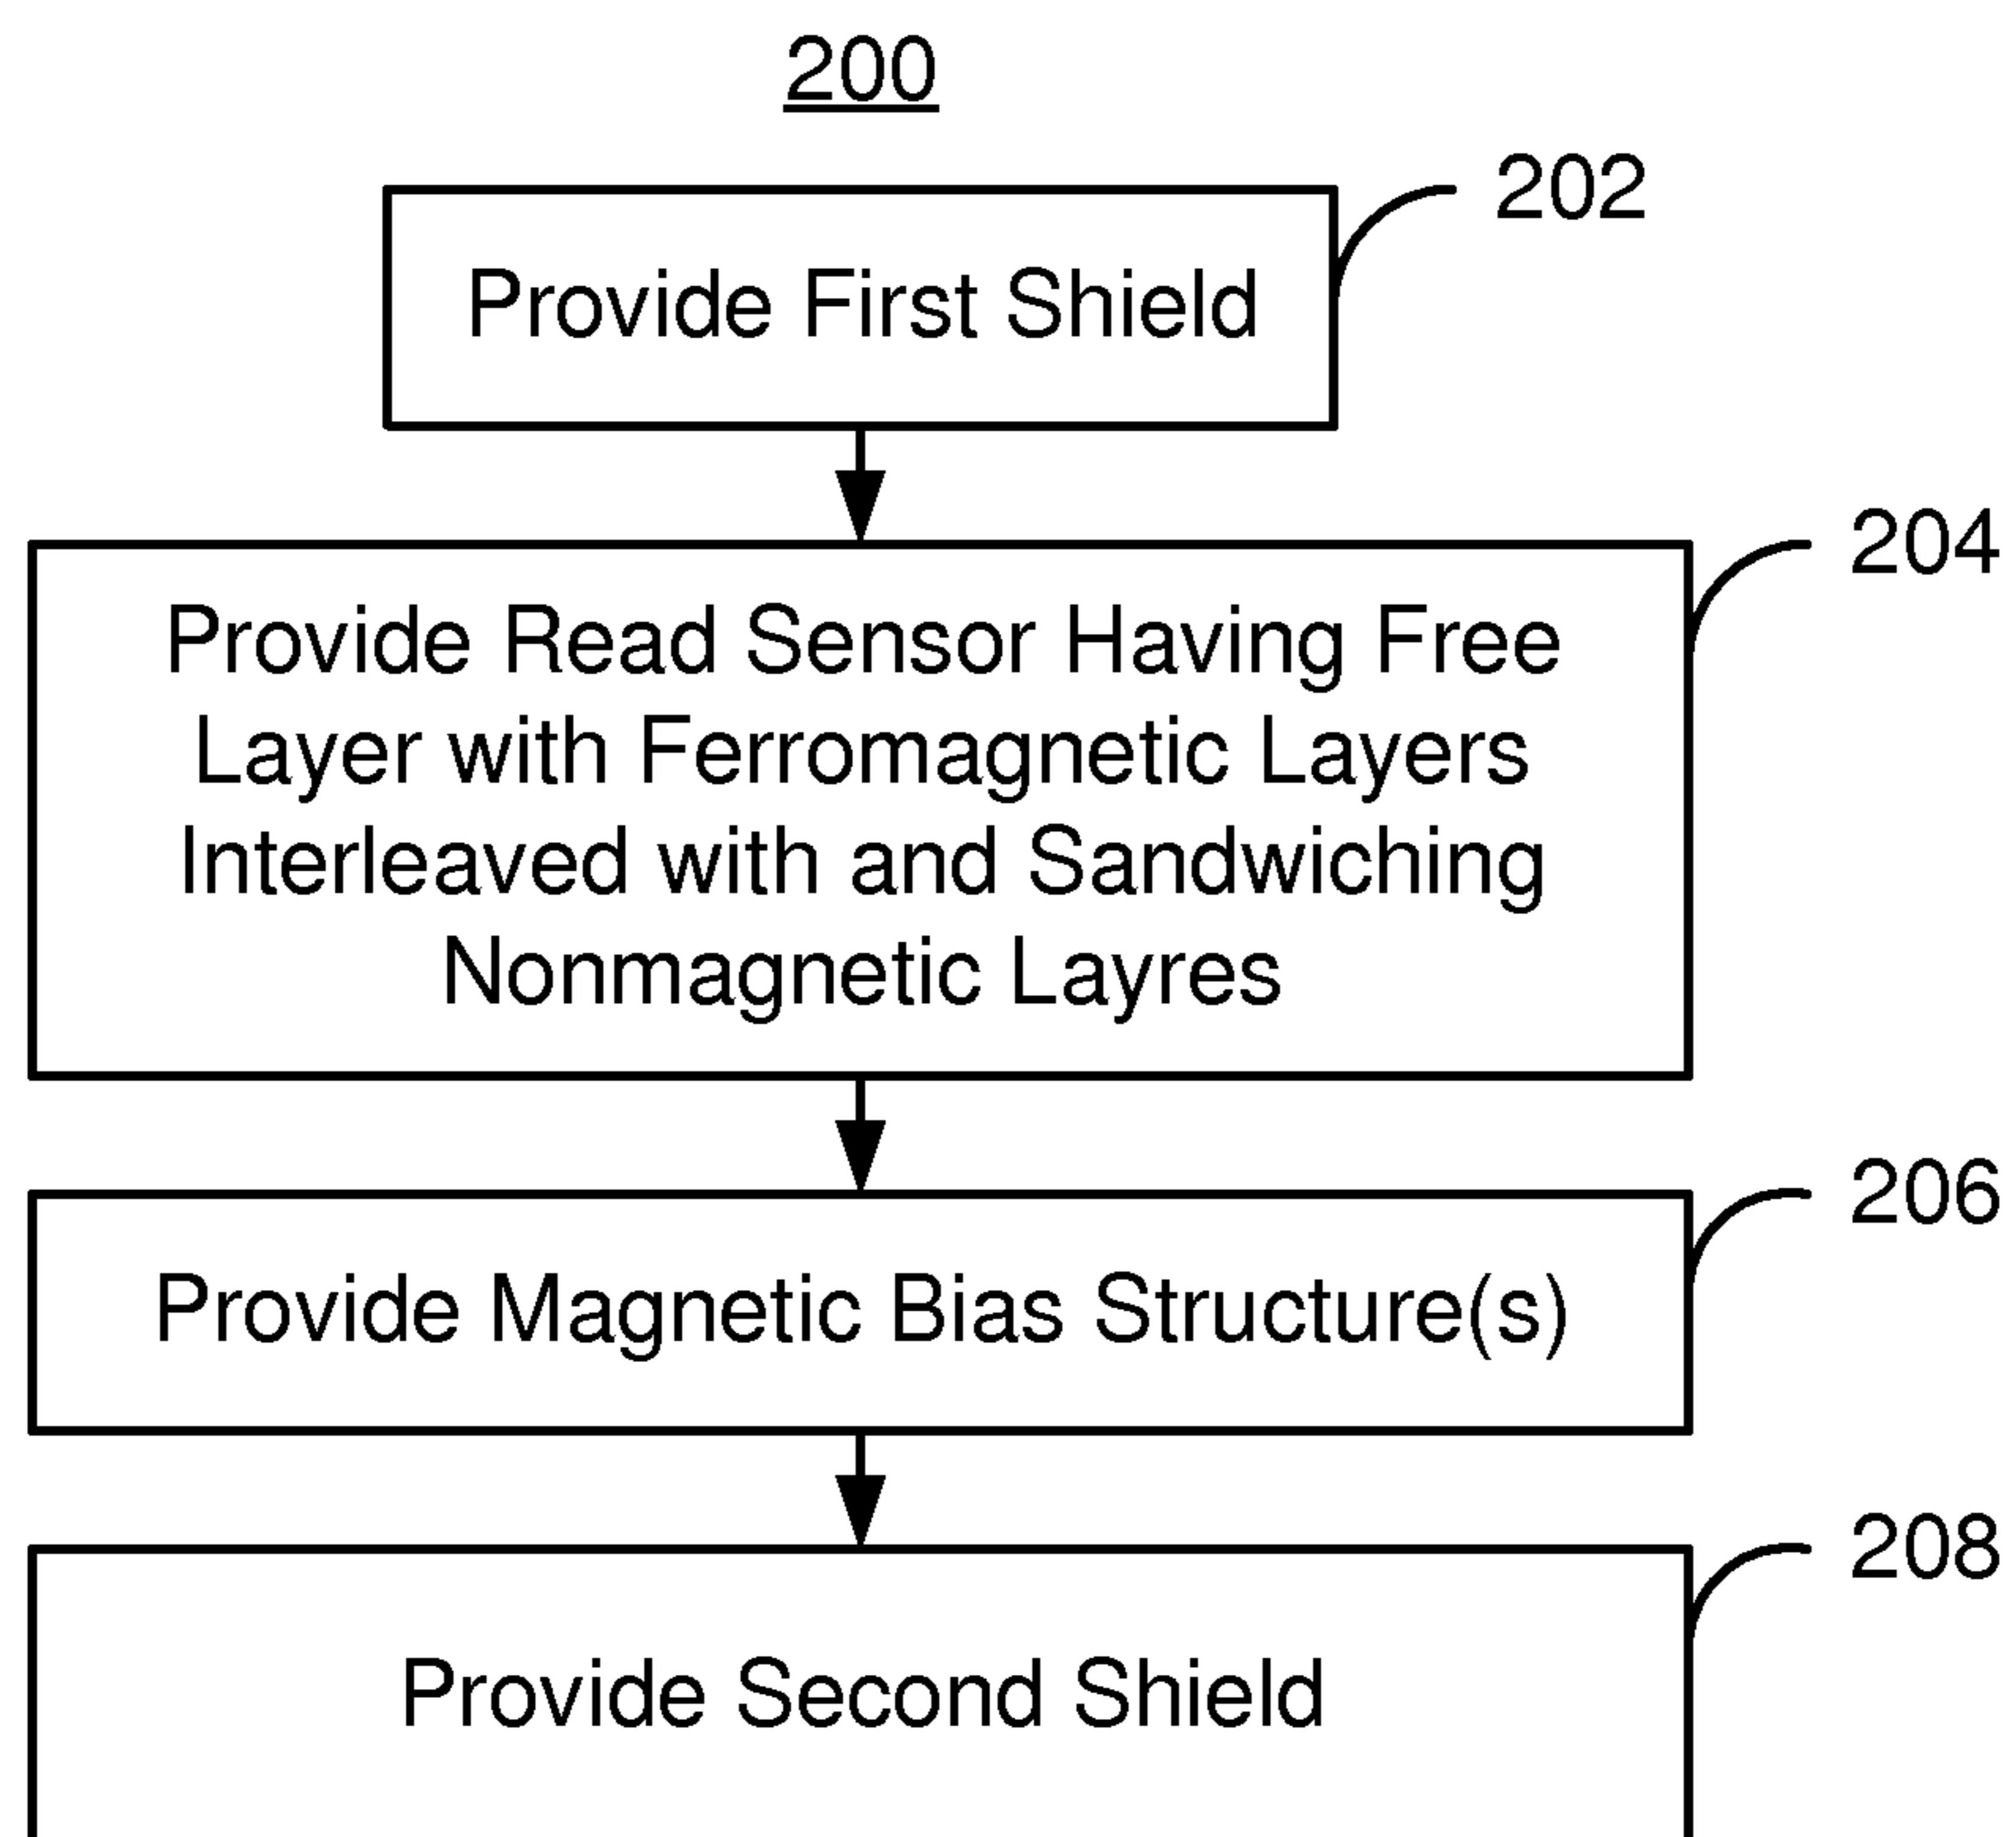 200
202
Provide First Shield
204
Provide Read Sensor Having Free
Layer with Ferromagnetic Layers
Interleaved with and Sandwiching
Nonmagnetic Layres
206
Provide Magnetic Bias Structure(s)
208
Provide Second Shield